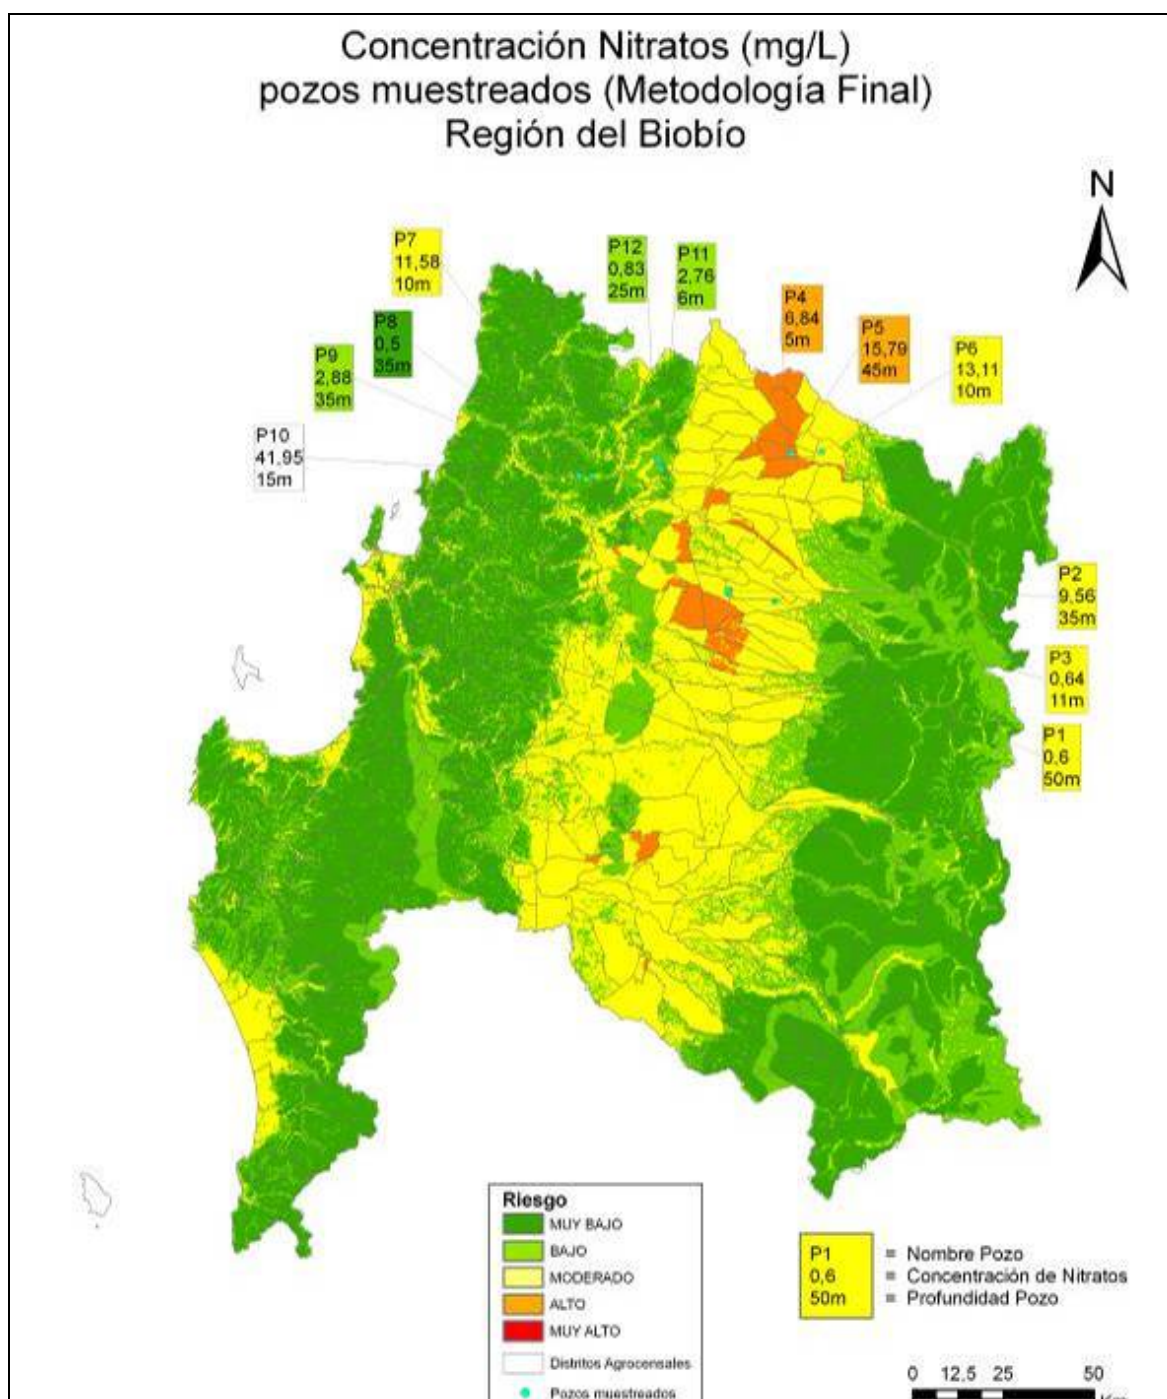 Concentración Nitratos (mg/L)
pozos muestreados (Metodología Final)
Región del Biobío
N
P7
11,58
10m
P12
0,83
25m
P11
2,76
6m
P4
6,84
5m
P5
15,79
45m
P6
13,11
10m
P8
0,5
35m
P9
2,88
35m
P10
41,95
15m
P2
9,56
35m
P3
0,64
11m
P1
0,6
50m
Riesgo
MUY BAJO
BAJO
MODERADO
ALTO
MUY ALTO
Distritos Agrocensales
Pozos muestreados
P1 = Nombre Pozo
0,6 = Concentración de Nitratos
50m = Profundidad Pozo
0 12,5 25 50
Km